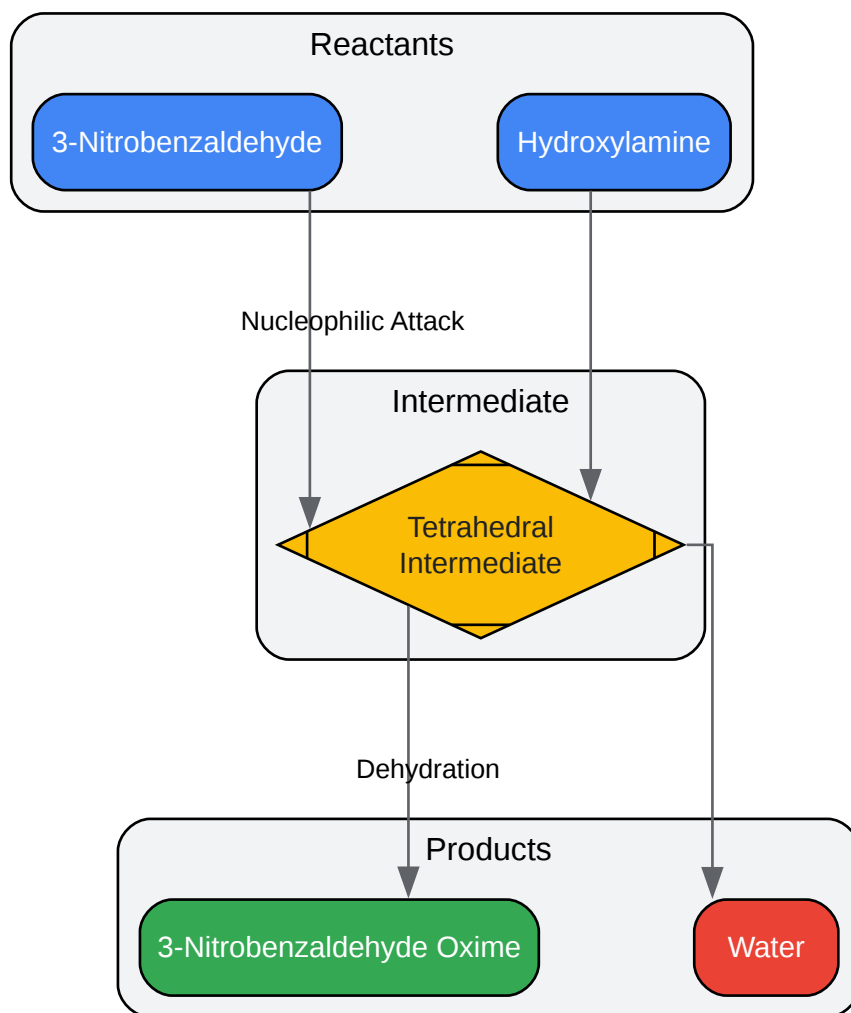 Reactants
3-Nitrobenzaldehyde
Hydroxylamine
Nucleophilic Attack
Intermediate
Tetrahedral
Intermediate
Dehydration
Products
3-Nitrobenzaldehyde Oxime
Water